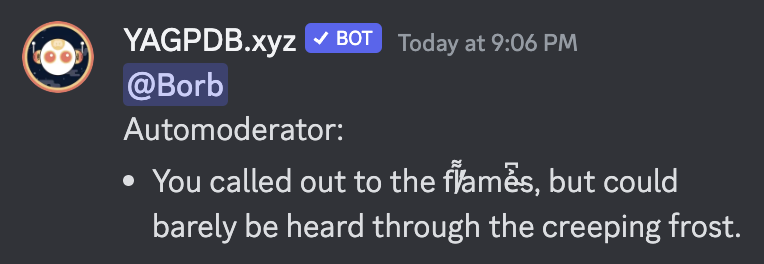 YAGPDB.xyz ✓ BOT Today at 9:06 PM
@Borb
Automoderator:
• You called out to the fl̸̃̃ame̵͆s, but could
barely be heard through the creeping frost.